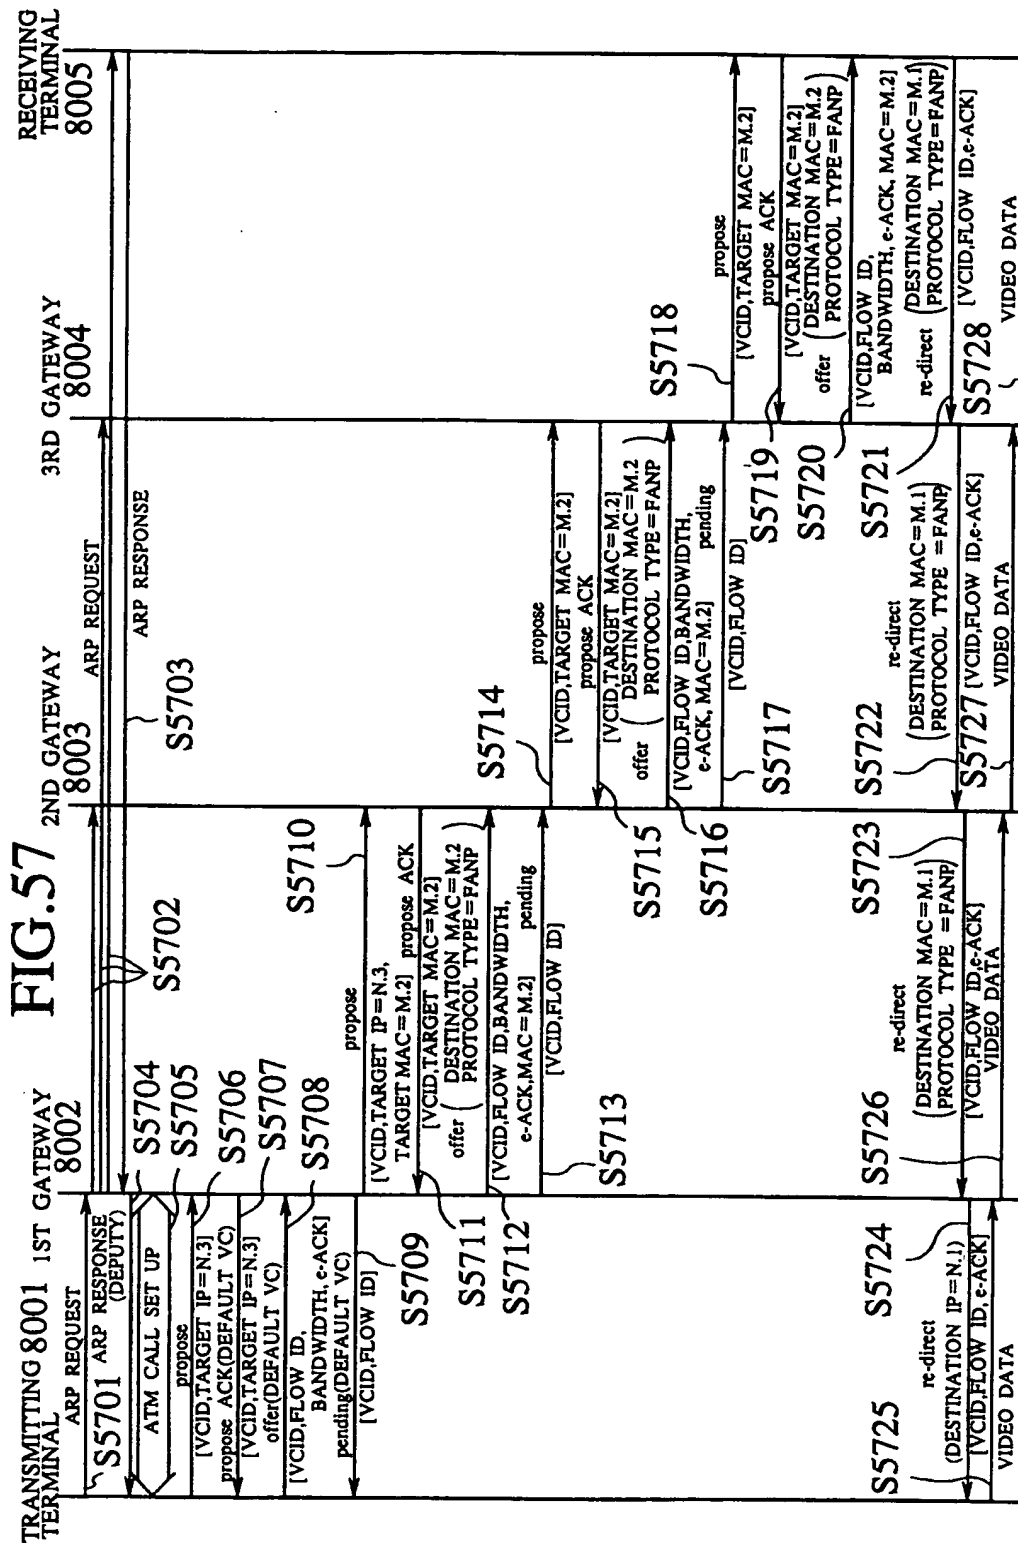 FIG.57
TRANSMITTING 8001
TERMINAL
1ST GATEWAY
8002
2ND GATEWAY
8003
3RD GATEWAY
8004
RECEIVING
TERMINAL
8005
ARP REQUEST
S5701
ARP RESPONSE
(DEPUTY)
ARP REQUEST
S5702
ARP RESPONSE
S5703
S5704
ATM CALL SET UP
S5705
propose
[VCID,TARGET IP=N.3]
S5706
propose ACK(DEFAULT VC)
[VCID,TARGET IP=N.3]
S5707
offer(DEFAULT VC)
[VCID,FLOW ID,
BANDWIDTH, e-ACK]
S5708
pending(DEFAULT VC)
[VCID,FLOW ID]
S5709
propose
[VCID,TARGET IP=N.3,
TARGET MAC=M.2]
S5710
propose ACK
[VCID,TARGET MAC=M.2]
S5711
offer
(DESTINATION MAC=M.2
PROTOCOL TYPE=FANP)
[VCID,FLOW ID,BANDWIDTH,
e-ACK,MAC=M.2]
S5712
pending
[VCID,FLOW ID]
S5713
S5714
propose
[VCID,TARGET MAC=M.2]
propose ACK
[VCID,TARGET MAC=M.2]
S5715
offer
(DESTINATION MAC=M.2
PROTOCOL TYPE=FANP)
[VCID,FLOW ID,BANDWIDTH,
e-ACK, MAC=M.2]
S5716
pending
[VCID,FLOW ID]
S5717
S5718
propose
[VCID,TARGET MAC=M.2]
propose ACK
[VCID,TARGET MAC=M.2]
S5719
offer
(DESTINATION MAC=M.2
PROTOCOL TYPE=FANP)
[VCID,FLOW ID,
BANDWIDTH, e-ACK, MAC=M.2]
S5720
re-direct
(DESTINATION MAC=M.1
PROTOCOL TYPE=FANP)
[VCID,FLOW ID,e-ACK]
S5721
S5722
re-direct
(DESTINATION MAC=M.1
PROTOCOL TYPE =FANP)
[VCID,FLOW ID,e-ACK]
re-direct
(DESTINATION MAC=M.1
PROTOCOL TYPE =FANP)
[VCID,FLOW ID,e-ACK]
S5723
S5724
re-direct
(DESTINATION IP=N.1)
[VCID,FLOW ID, e-ACK]
S5725
VIDEO DATA
S5726
VIDEO DATA
S5727
VIDEO DATA
S5728
VIDEO DATA